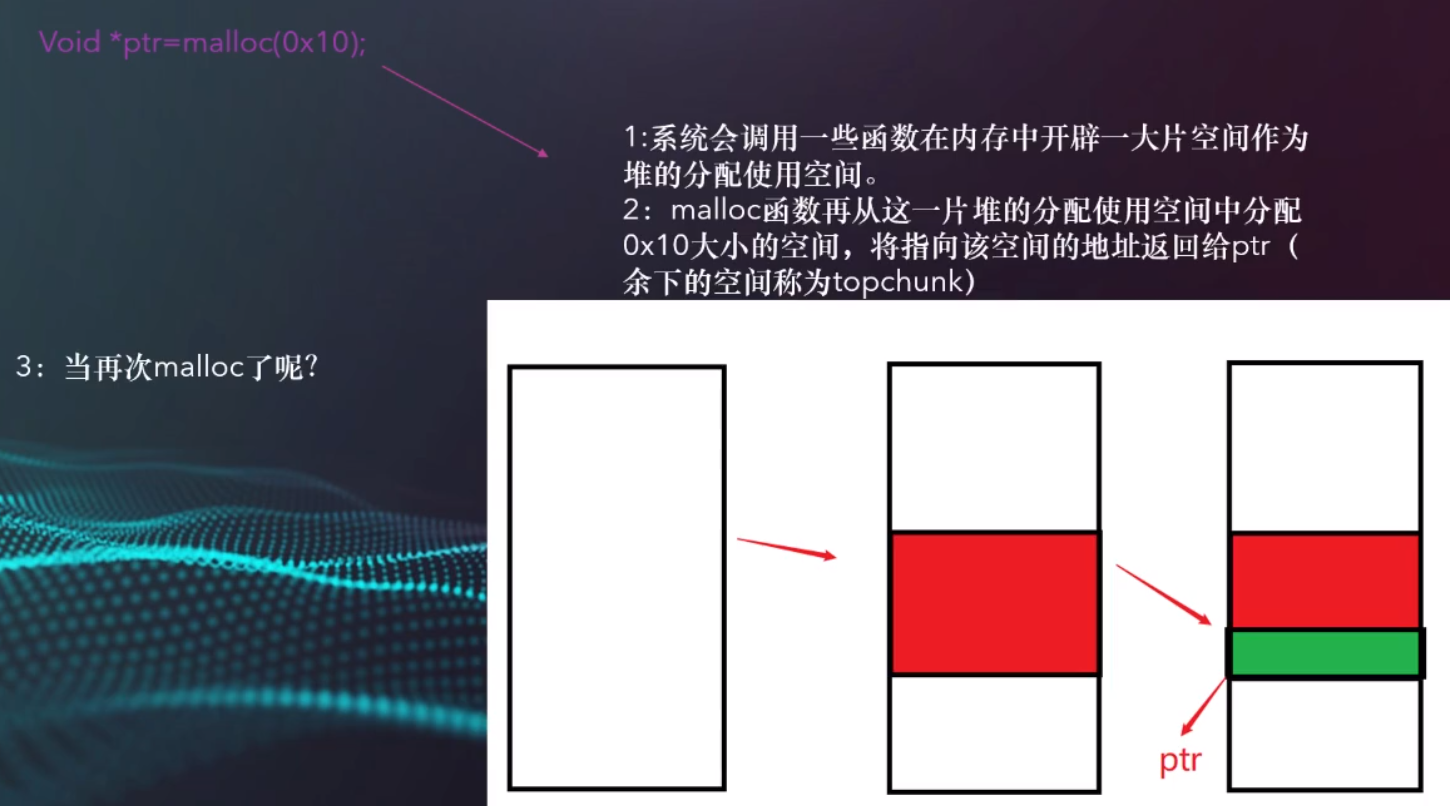 Void *ptr=malloc(0x10);
1:系统会调用一些函数在内存中开辟一大片空间作为
堆的分配使用空间。
2：malloc函数再从这一片堆的分配使用空间中分配
0x10大小的空间，将指向该空间的地址返回给ptr（
余下的空间称为topchunk）
3：当再次malloc了呢？
ptr